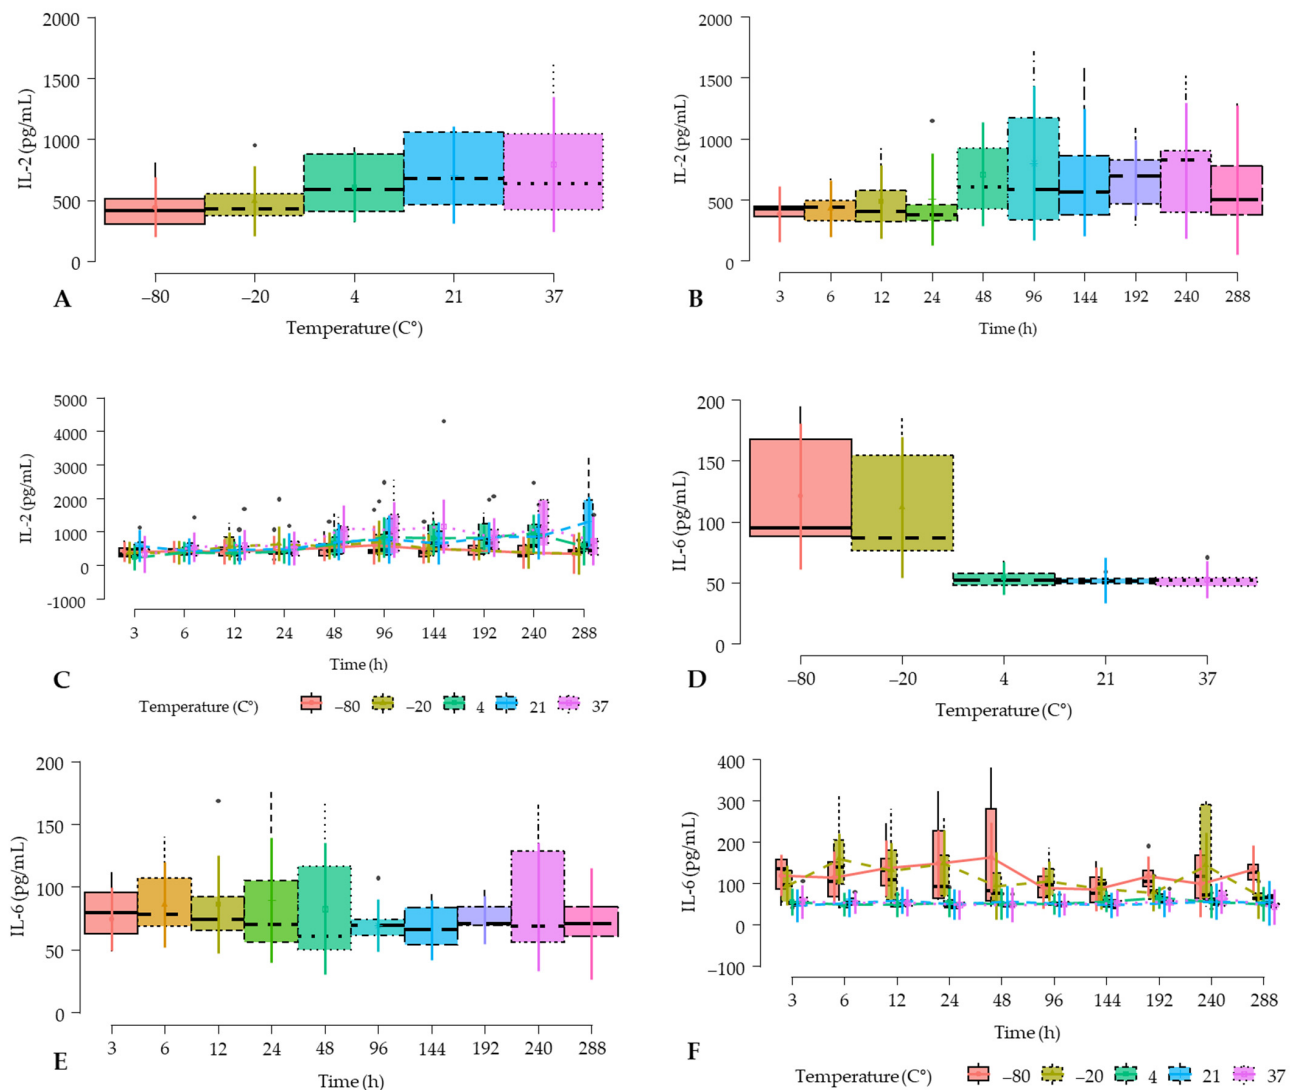 2000
1500
1000
500
0
IL-2 (pg/mL)
−80 −20 4 21 37
A
Temperature (C°)
2000
1500
1000
500
0
IL-2 (pg/mL)
3 6 12 24 48 96 144 192 240 288
B
Time (h)
5000
4000
3000
2000
1000
0
-1000
IL-2 (pg/mL)
3 6 12 24 48 96 144 192 240 288
Time (h)
C
Temperature (C°) −80 −20 4 21 37
200
150
100
50
0
IL-6 (pg/mL)
−80 −20 4 21 37
D
Temperature (C°)
200
150
100
50
0
IL-6 (pg/mL)
3 6 12 24 48 96 144 192 240 288
E
Time (h)
400
300
200
100
0
−100
IL-6 (pg/mL)
3 6 12 24 48 96 144 192 240 288
Time (h)
F
Temperature (C°) −80 −20 4 21 37